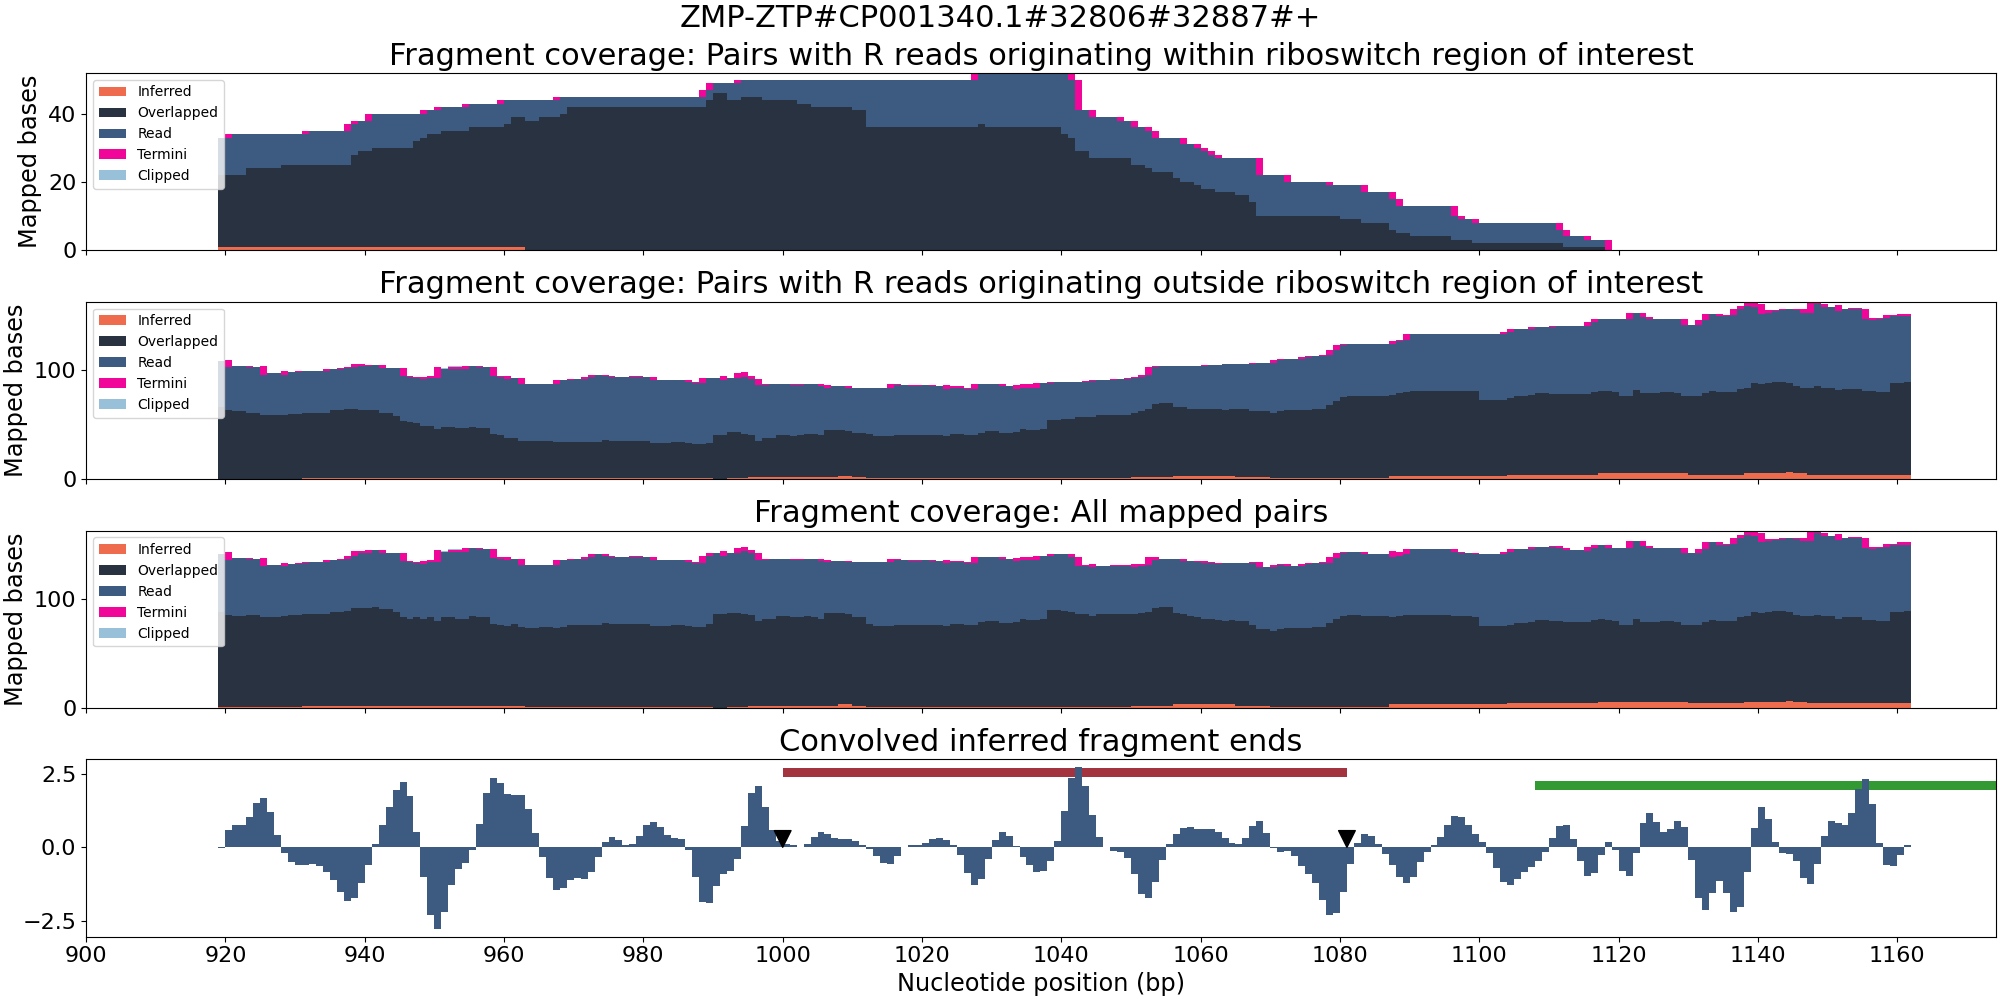 ZMP-ZTP#CP001340.1#32806#32887#+
Fragment coverage: Pairs with R reads originating within riboswitch region of interest
Mapped bases
40
20
0
Inferred
Overlapped
Read
Termini
Clipped
Fragment coverage: Pairs with R reads originating outside riboswitch region of interest
Mapped bases
100
0
Inferred
Overlapped
Read
Termini
Clipped
Fragment coverage: All mapped pairs
Mapped bases
100
0
Inferred
Overlapped
Read
Termini
Clipped
Convolved inferred fragment ends
2.5
0.0
−2.5
900 920 940 960 980 1000 1020 1040 1060 1080 1100 1120 1140 1160
Nucleotide position (bp)